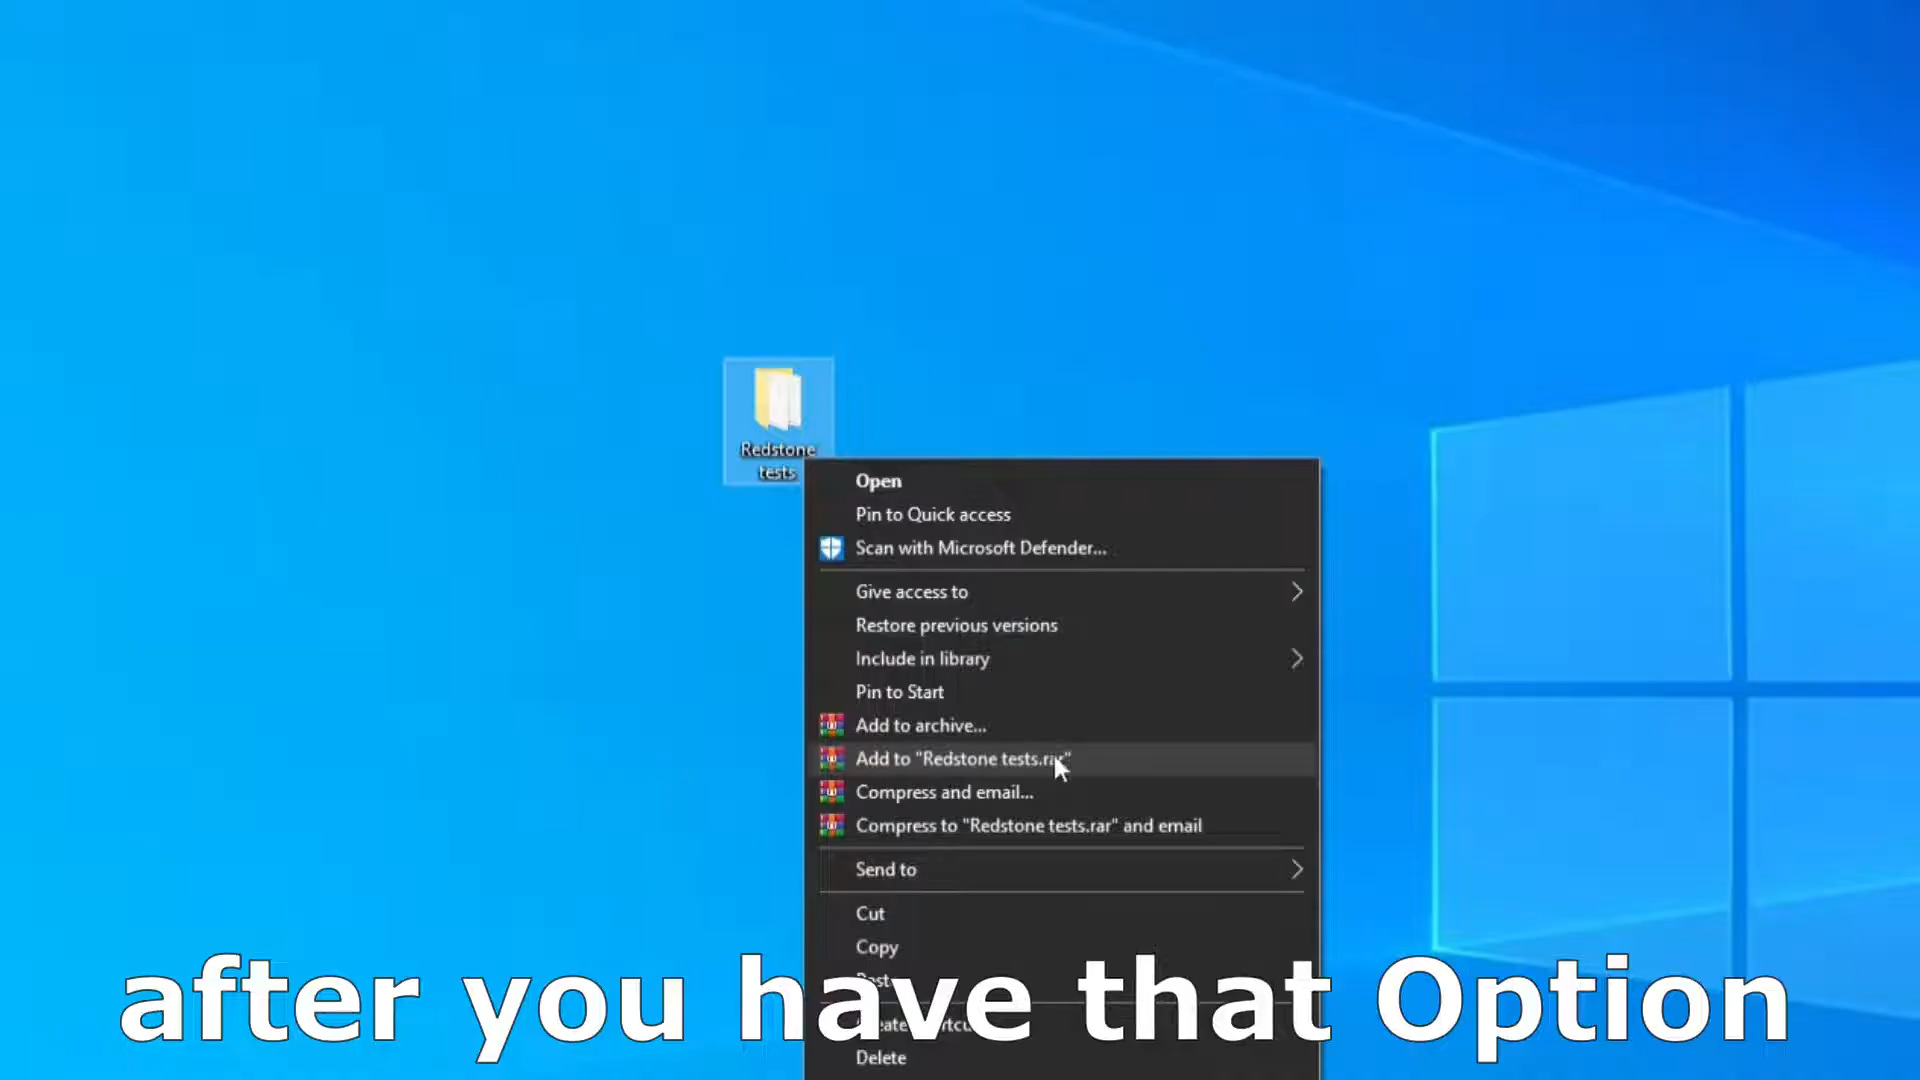 Redstone
tests
Open
Pin to Quick access
Scan with Microsoft Defender...
Give access to
Restore previous versions
Include in library
Pin to Start
Add to archive...
Add to "Redstone tests.rar"
Compress and email...
Compress to "Redstone tests.rar" and email
Send to
Cut
Copy
after you have that Option
Delete